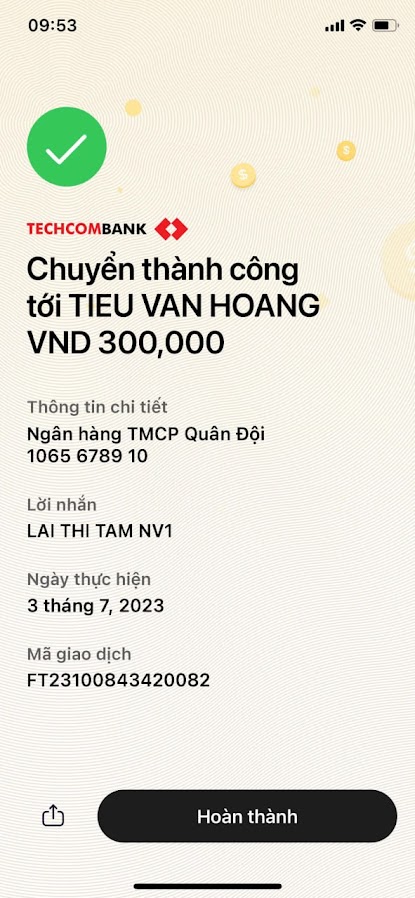 09:53
TECHCOMBANK
Chuyển thành công
tới TIEU VAN HOANG
VND 300,000
Thông tin chi tiết
Ngân hàng TMCP Quân Đội
1065 6789 10
Lời nhắn
LAI THI TAM NV1
Ngày thực hiện
3 tháng 7, 2023
Mã giao dịch
FT23100843420082
Hoàn thành